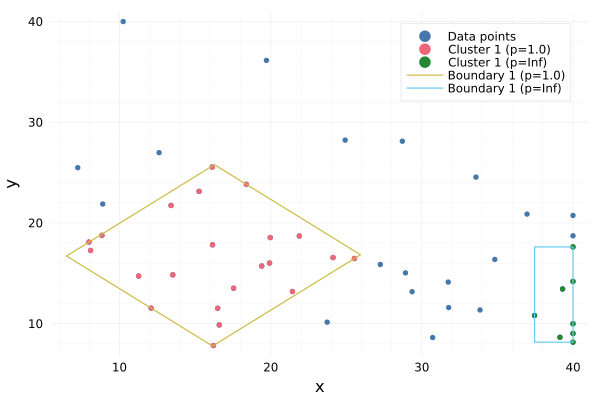 40
30
20
10
y
10
20
30
40
x
Data points
Cluster 1 (p=1.0)
Cluster 1 (p=Inf)
Boundary 1 (p=1.0)
Boundary 1 (p=Inf)